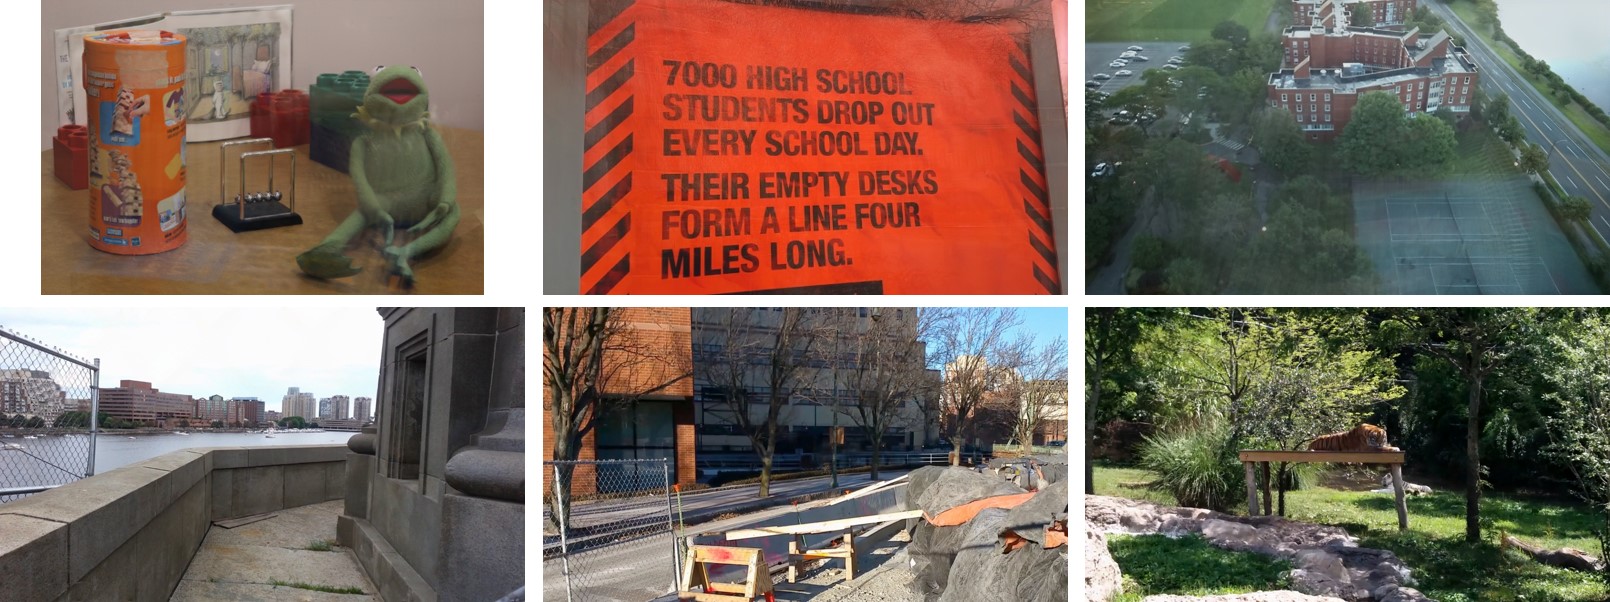 7000 HIGH SCHOOL
STUDENTS DROP OUT
EVERY SCHOOL DAY.
THEIR EMPTY DESKS
FORM A LINE FOUR
MILES LONG.